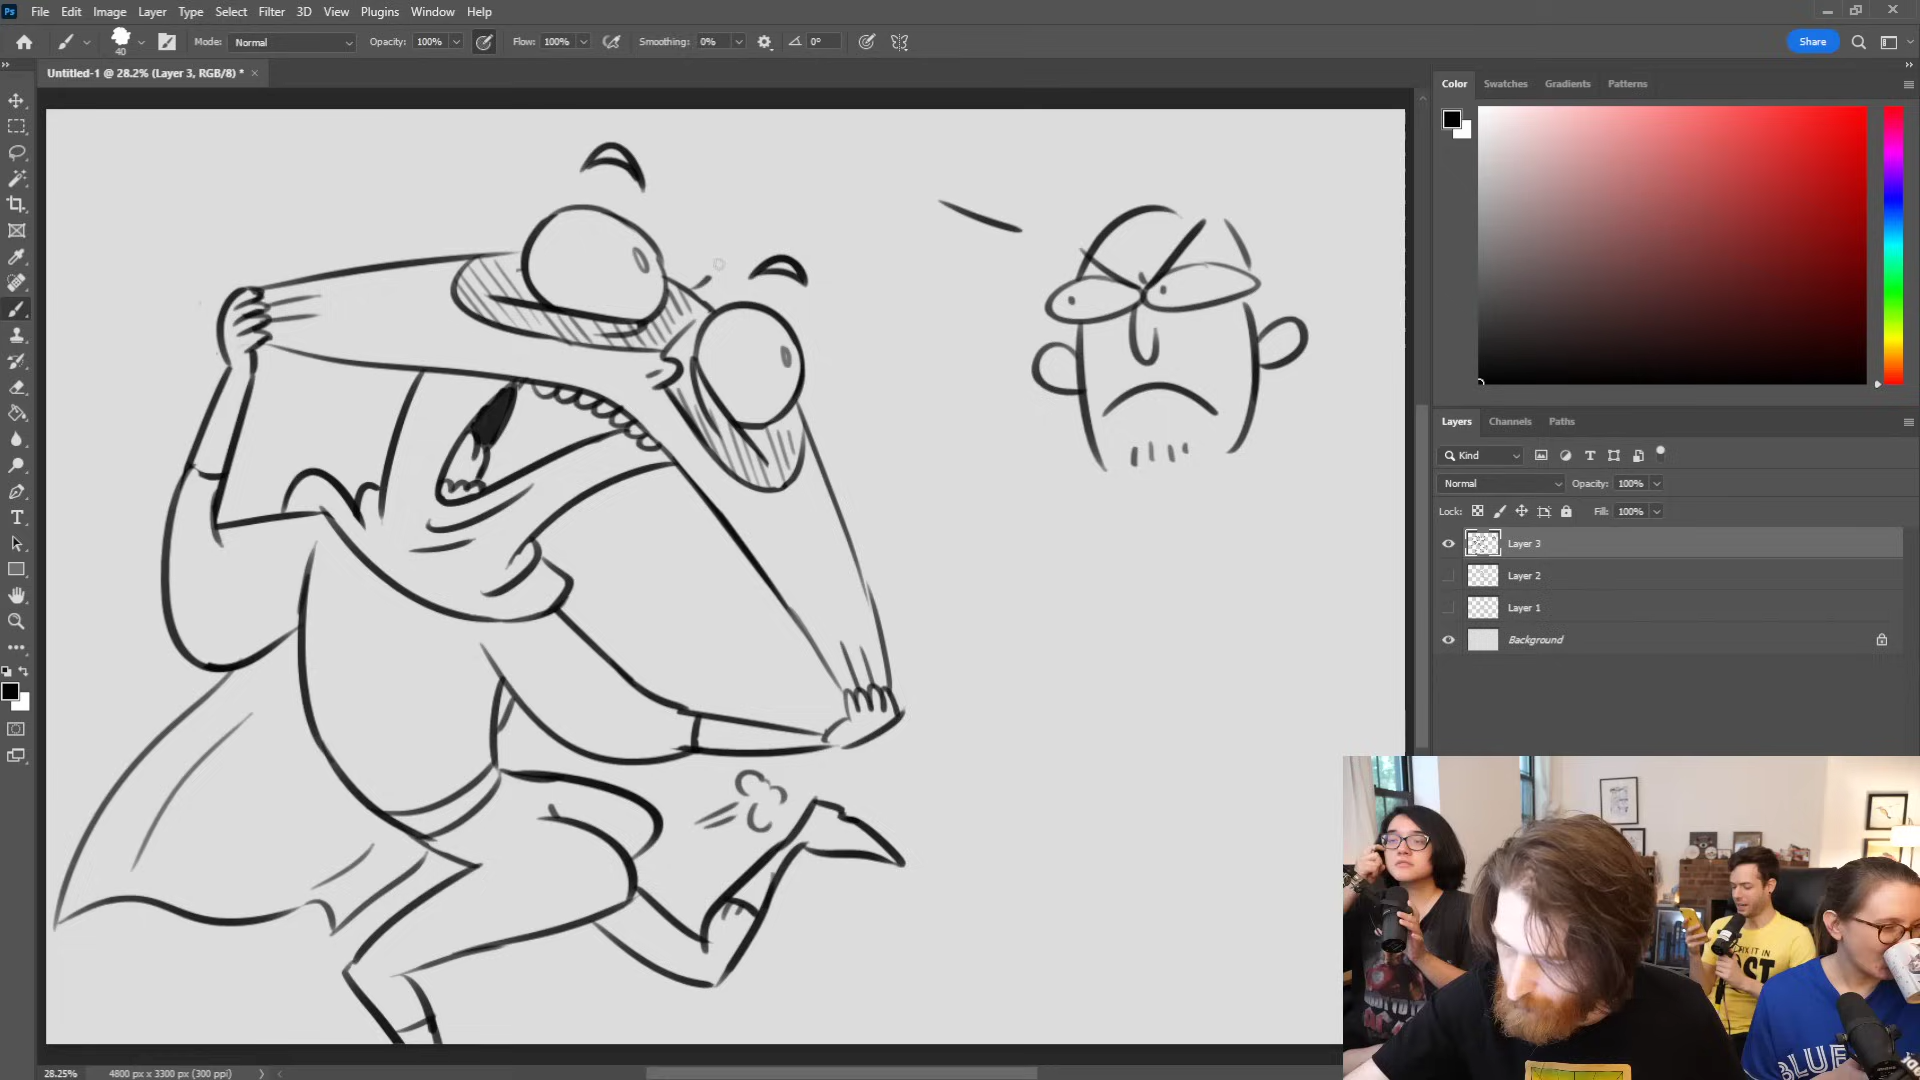 Ps File Edit Image Layer Type Select Filter 3D View Plugins Window Help
40 Mode: Normal Opacity: 100% Flow: 100% Smoothing: 0% 0° Share
Untitled-1 @ 28.2% (Layer 3, RGB/8) *
Color Swatches Gradients Patterns
Layers Channels Paths
Kind
Normal Opacity: 100%
Lock: Fill: 100%
Layer 3
Layer 2
Layer 1
Background
28.25% 4800 px x 3300 px (300 ppi)